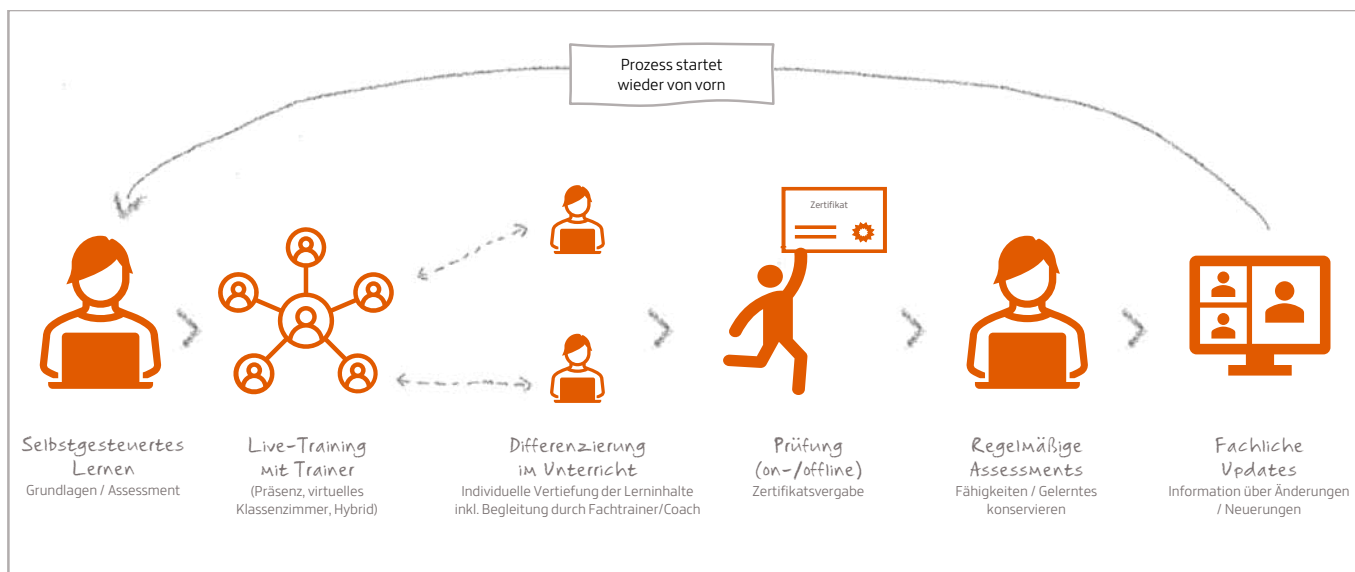 Prozess startet
wieder von vorn
Zertifikat
Selbstgesteuertes
Lernen
Grundlagen / Assessment
Live-Training
mit Trainer
(Präsenz, virtuelles
Klassenzimmer, Hybrid)
Differenzierung
im Unterricht
Individuelle Vertiefung der Lerninhalte
inkl. Begleitung durch Fachtrainer/Coach
Prüfung
(on-/offline)
Zertifikatsvergabe
Regelmäßige
Assessments
Fähigkeiten / Gelerntes
konservieren
Fachliche
Updates
Information über Änderungen
/ Neuerungen